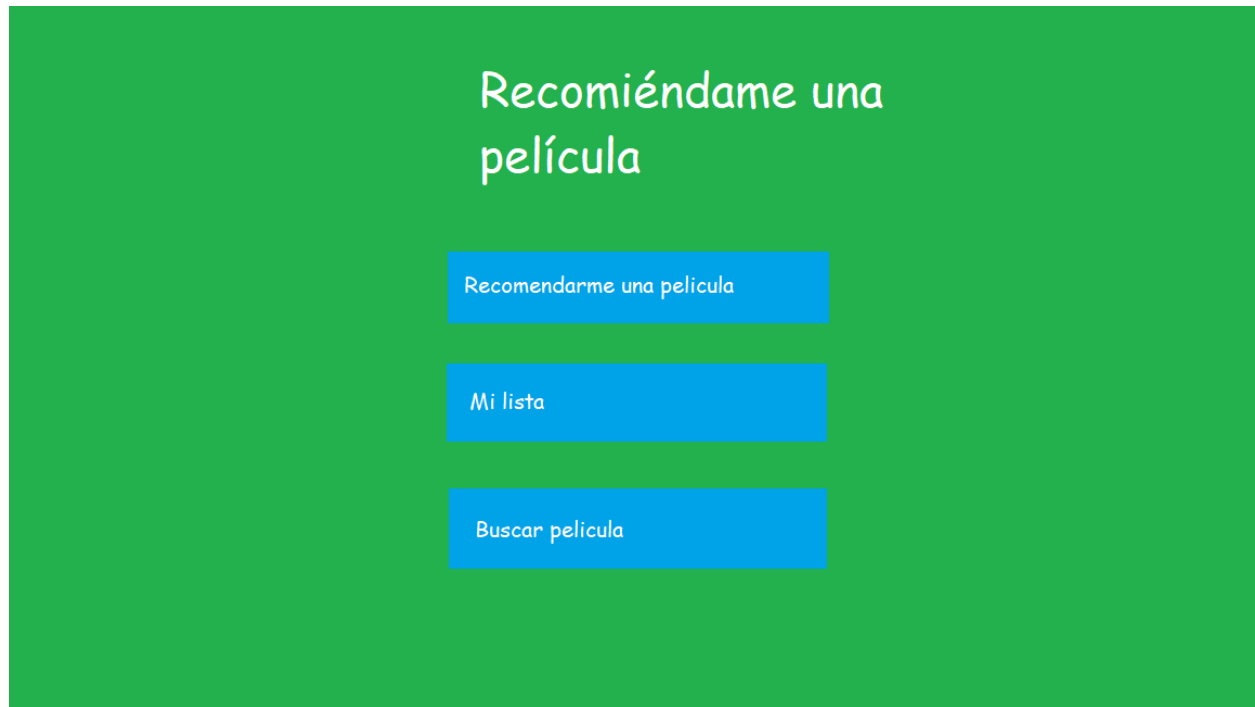 Recomiéndame una
película
Recomendarme una pelicula
Mi lista
Buscar pelicula